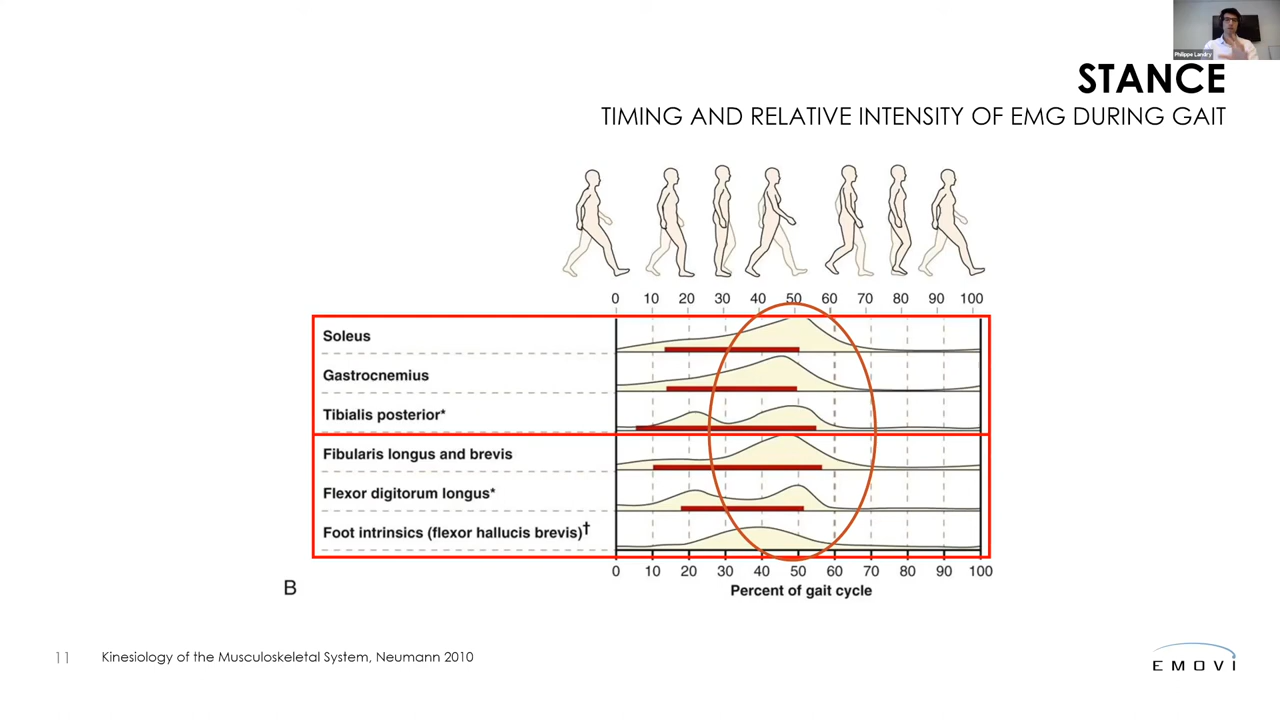 Philippe Landry
STANCE
TIMING AND RELATIVE INTENSITY OF EMG DURING GAIT
0 10 20 30 40 50 60 70 80 90 100
Soleus
Gastrocnemius
Tibialis posterior*
Fibularis longus and brevis
Flexor digitorum longus*
Foot intrinsics (flexor hallucis brevis)†
0 10 20 30 40 50 60 70 80 90 100
B
Percent of gait cycle
11 Kinesiology of the Musculoskeletal System, Neumann 2010
EMOVI